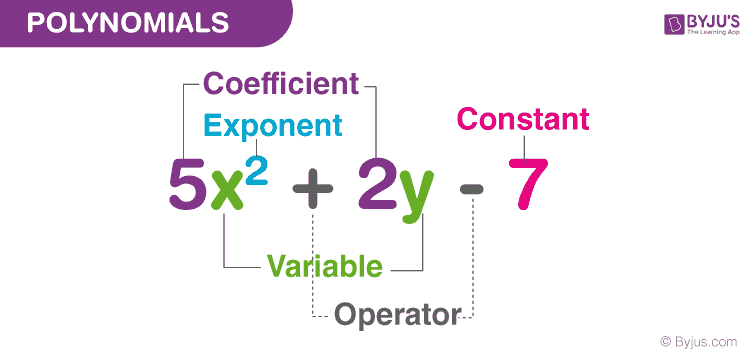 POLYNOMIALS
BYJU'S
The Learning App
Coefficient
Exponent
Constant
5x² + 2y - 7
Variable
Operator
© Byjus.com